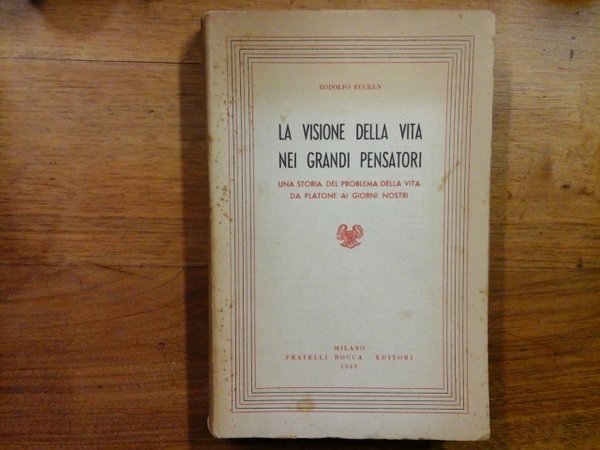 RODOLFO EUCKEN
LA VISIONE DELLA VITA
NEI GRANDI PENSATORI
UNA STORIA DEL PROBLEMA DELLA VITA
DA PLATONE AI GIORNI NOSTRI
MILANO
FRATELLI BOCCA - EDITORI
1949